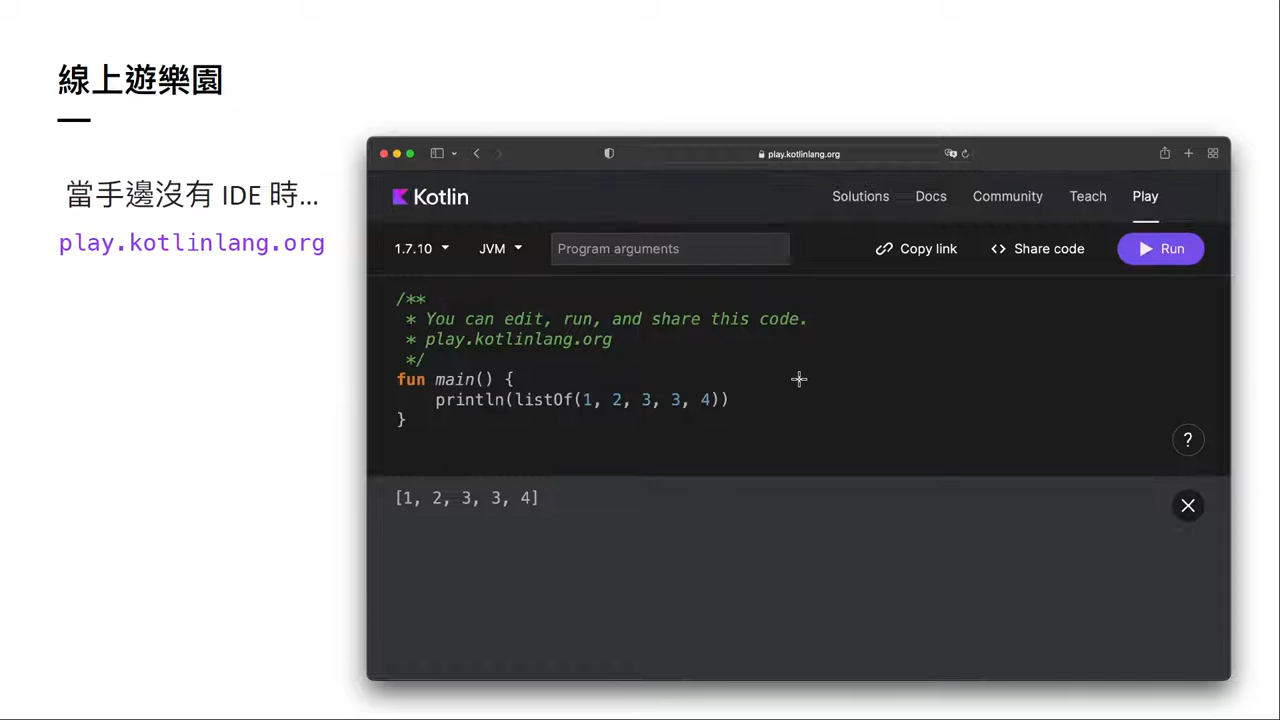 線上遊樂園
當手邊沒有 IDE 時...
play.kotlinlang.org
play.kotlinlang.org
Kotlin
Solutions Docs Community Teach Play
1.7.10 JVM Program arguments Copy link <> Share code Run
/**
 * You can edit, run, and share this code.
 * play.kotlinlang.org
 */
fun main() {
    println(listOf(1, 2, 3, 3, 4))
}
?
[1, 2, 3, 3, 4]